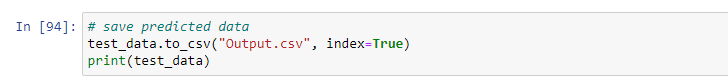 In [94]: # save predicted data
test_data.to_csv("Output.csv", index=True)
print(test_data)